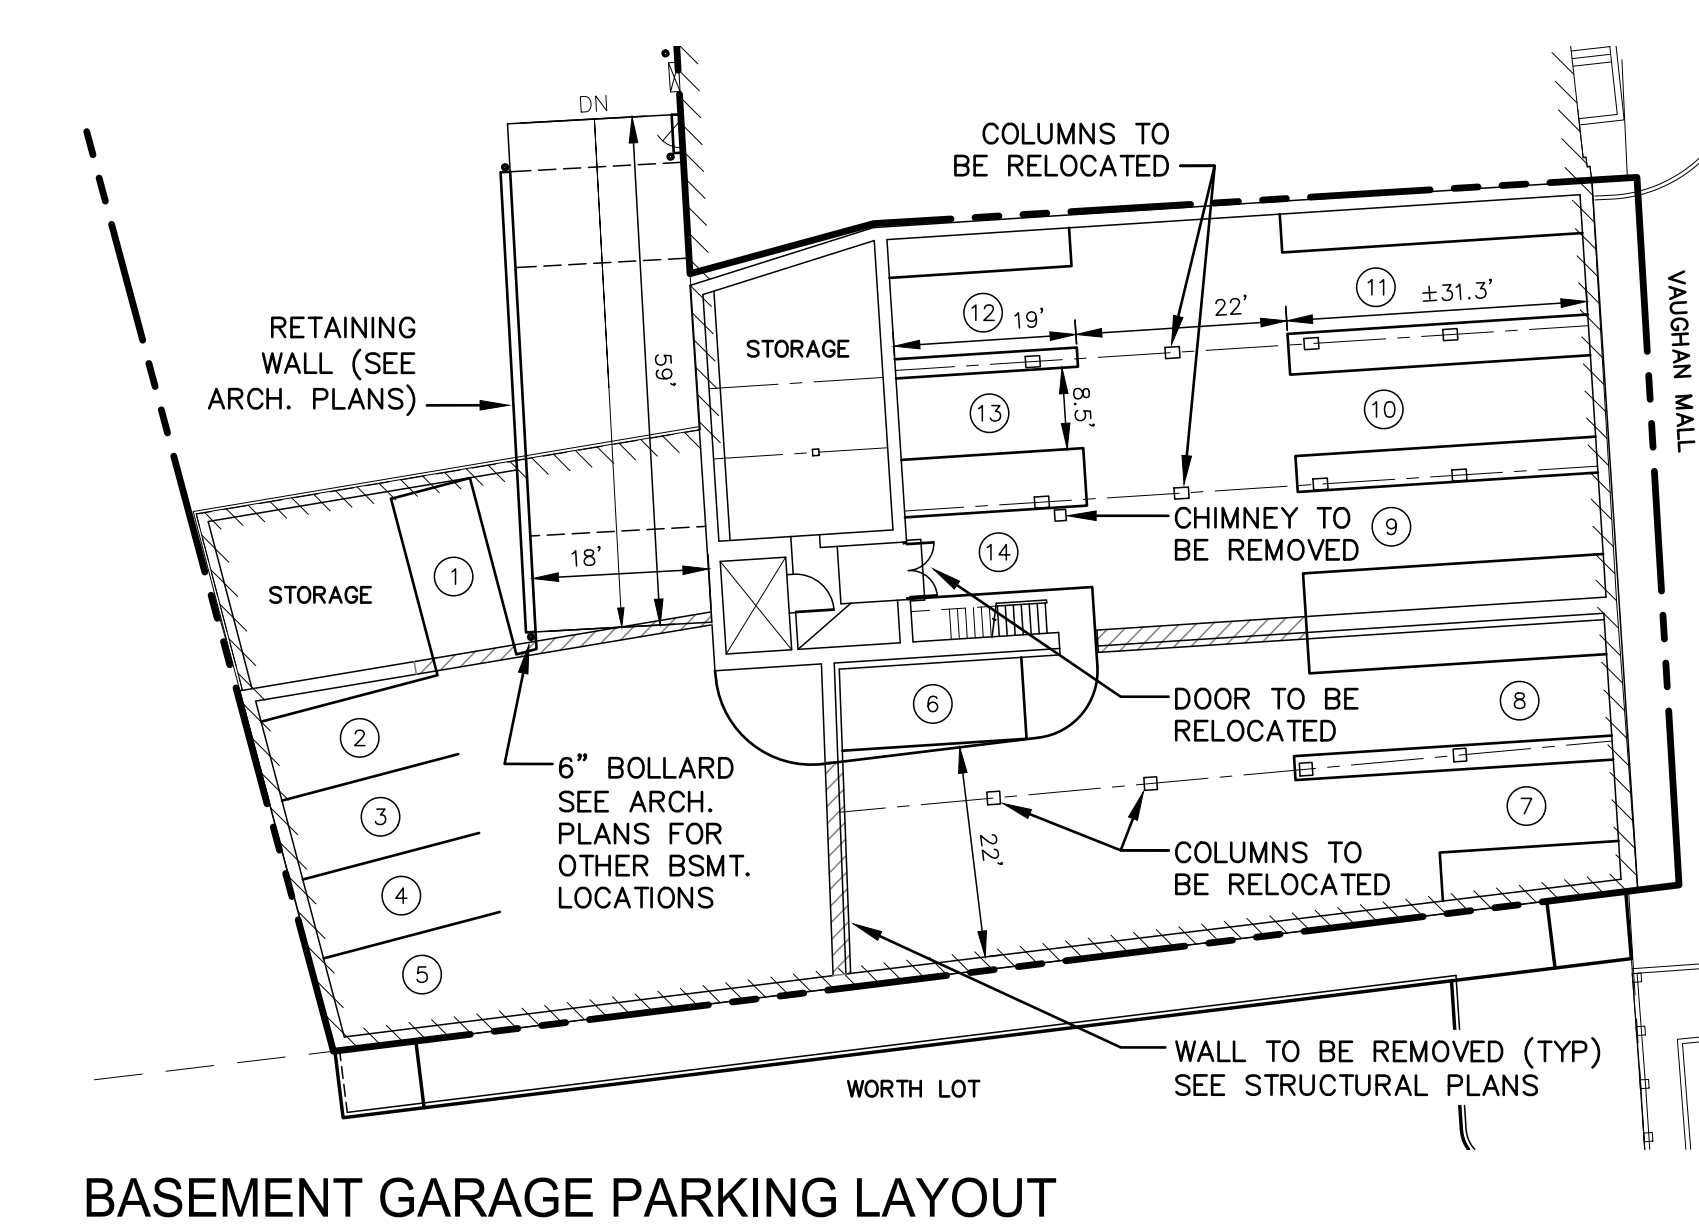 DN
COLUMNS TO
BE RELOCATED
RETAINING
WALL (SEE
ARCH. PLANS)
59'
STORAGE
12
19'
22'
11
±31.3'
VAUGHAN MALL
13
8.5'
10
CHIMNEY TO
BE REMOVED
9
14
18'
1
STORAGE
6
DOOR TO BE
RELOCATED
8
2
3
4
5
6” BOLLARD
SEE ARCH.
PLANS FOR
OTHER BSMT.
LOCATIONS
22'
7
COLUMNS TO
BE RELOCATED
WALL TO BE REMOVED (TYP)
SEE STRUCTURAL PLANS
WORTH LOT
BASEMENT GARAGE PARKING LAYOUT